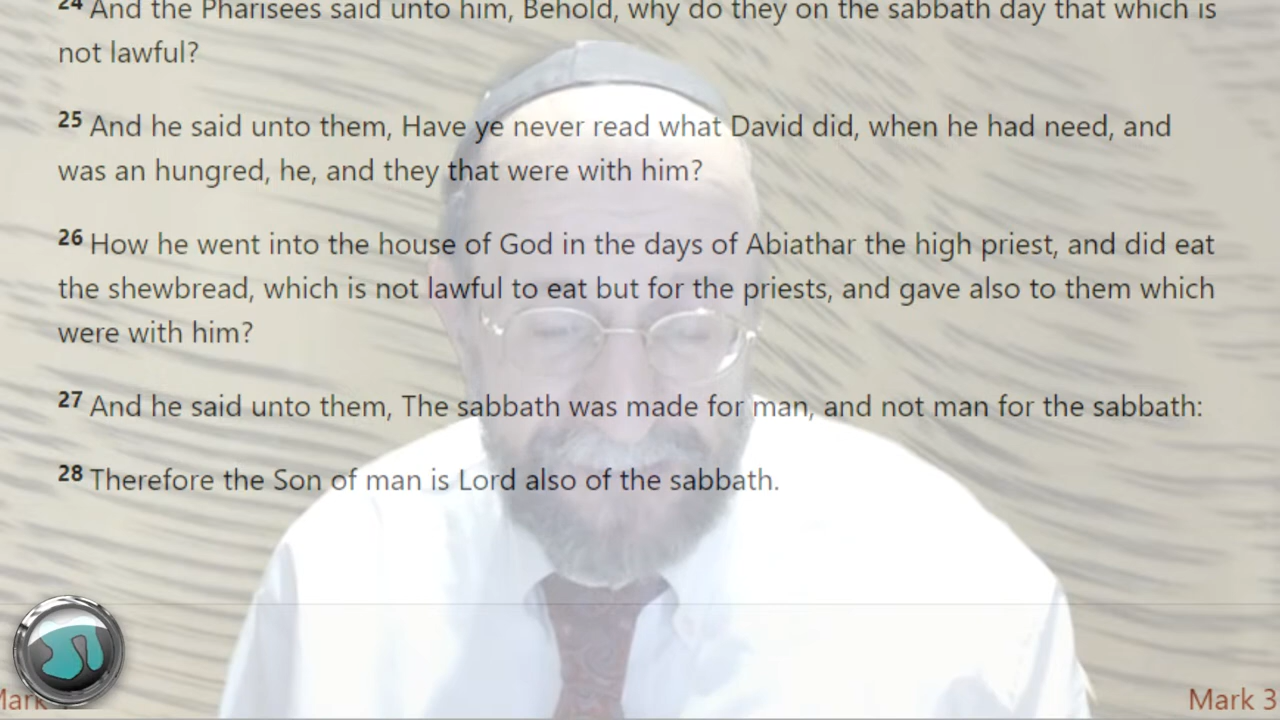 24 And the Pharisees said unto him, Behold, why do they on the sabbath day that which is
not lawful?
25 And he said unto them, Have ye never read what David did, when he had need, and
was an hungred, he, and they that were with him?
26 How he went into the house of God in the days of Abiathar the high priest, and did eat
the shewbread, which is not lawful to eat but for the priests, and gave also to them which
were with him?
27 And he said unto them, The sabbath was made for man, and not man for the sabbath:
28 Therefore the Son of man is Lord also of the sabbath.
Mark
Mark 3